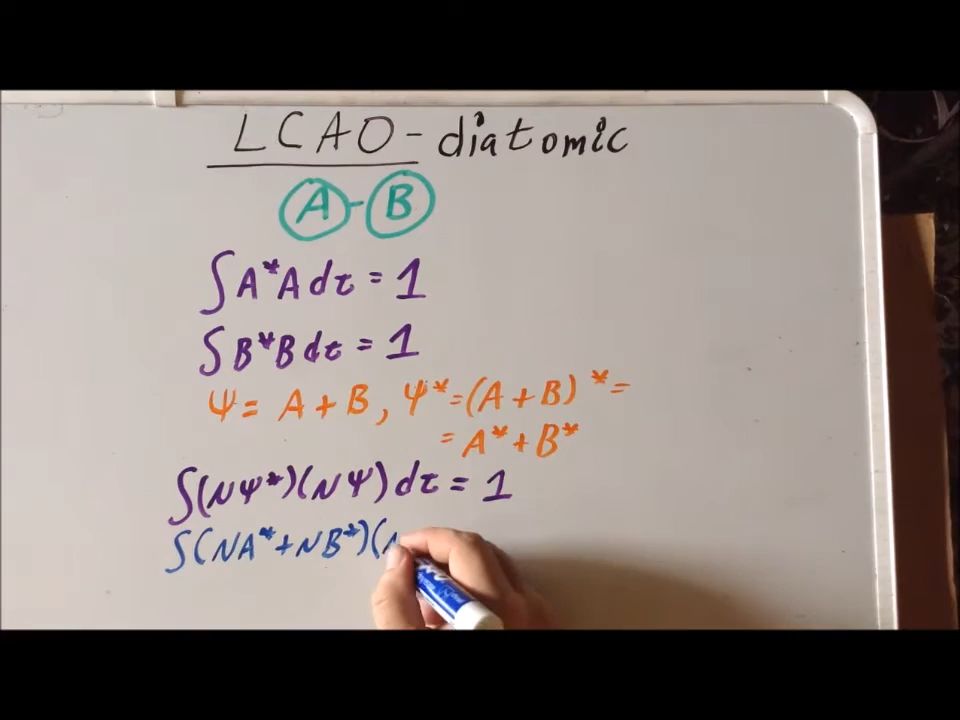 LCAO - diatomic
A - B
∫A*A dτ = 1
∫B*B dτ = 1
Ψ = A + B, Ψ* = (A + B)* =
= A* + B*
∫(NΨ*)(NΨ) dτ = 1
∫(NA* + NB*)(N